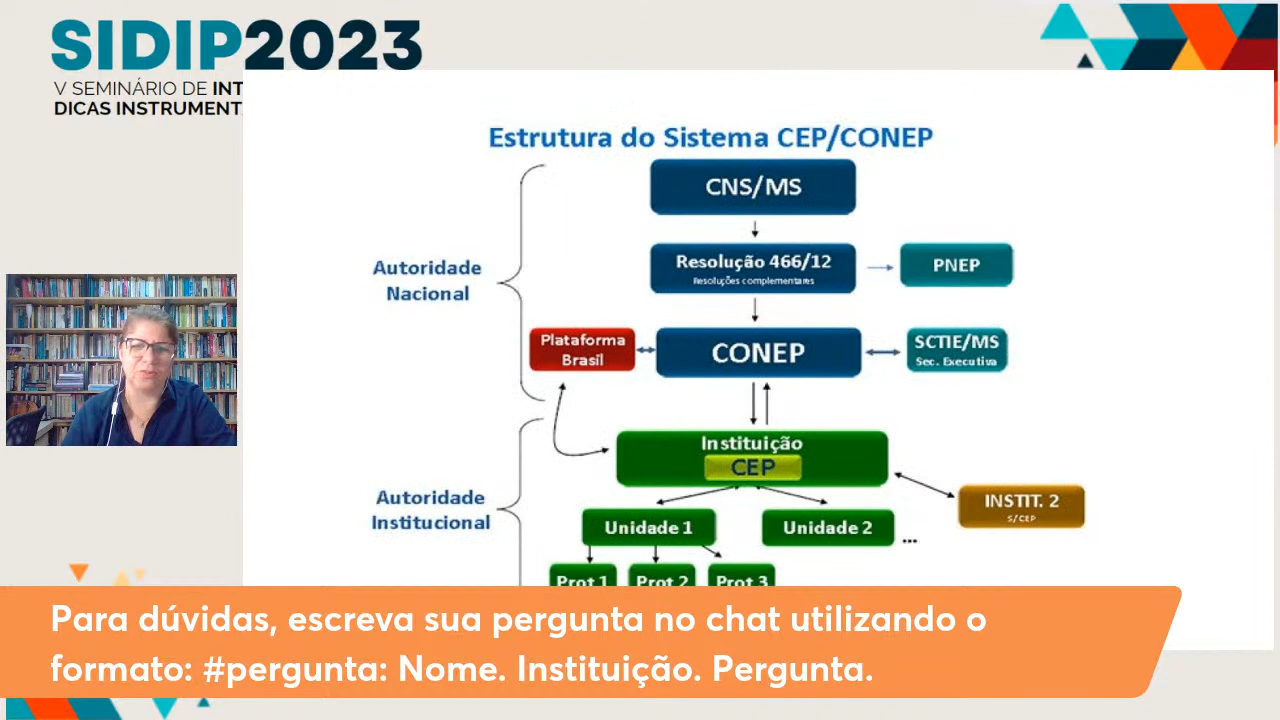 SIDIP2023
V SEMINÁRIO DE INT
DICAS INSTRUMENT
Estrutura do Sistema CEP/CONEP
CNS/MS
Autoridade
Nacional
Resolução 466/12
Resoluções complementares
PNEP
Plataforma
Brasil
CONEP
SCTIE/MS
Sec. Executiva
Instituição
CEP
Autoridade
Institucional
INSTIT. 2
S/CEP
Unidade 1
Unidade 2
...
Prot 1
Prot 2
Prot 3
Para dúvidas, escreva sua pergunta no chat utilizando o
formato: #pergunta: Nome. Instituição. Pergunta.